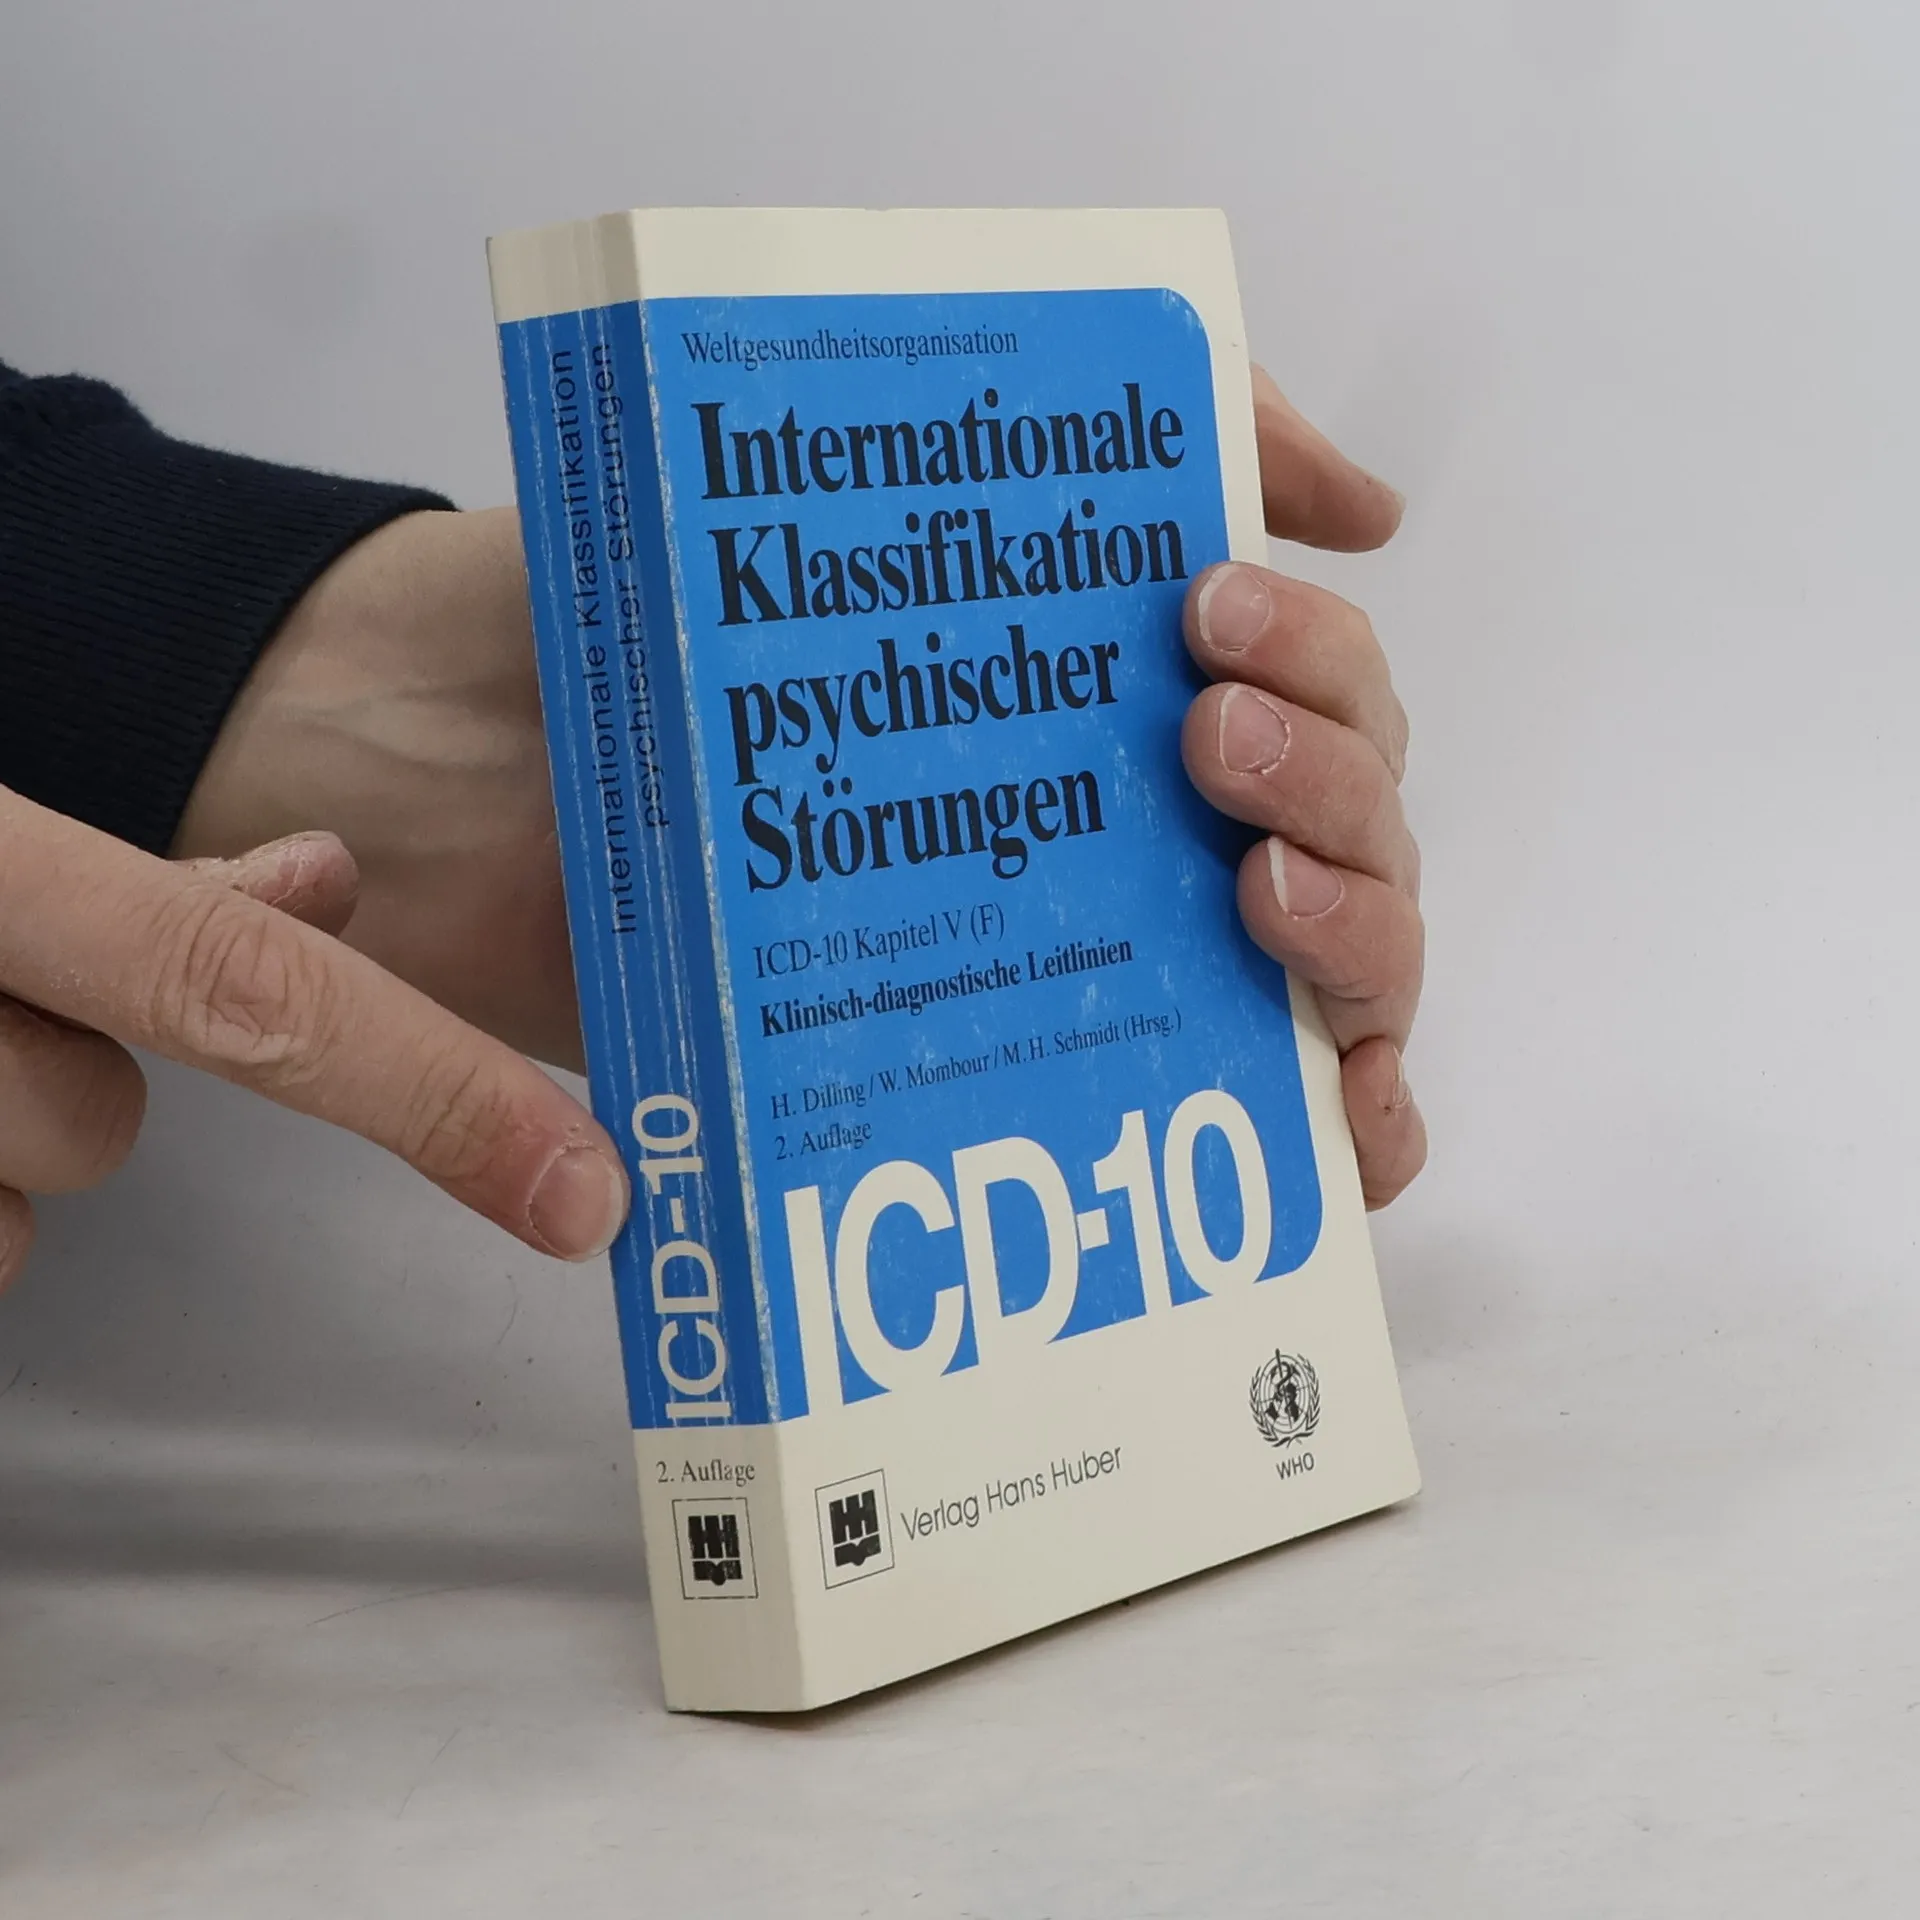 Weltgesundheitsorganisation
Internationale
Klassifikation
psychischer
Störungen
ICD-10 Kapitel V (F)
Klinisch-diagnostische Leitlinien
H. Dilling / W. Mombour / M. H. Schmidt (Hrsg.)
2. Auflage
ICD-10
Verlag Hans Huber
WHO
Internationale Klassifikation
psychischer Störungen
ICD-10
2. Auflage